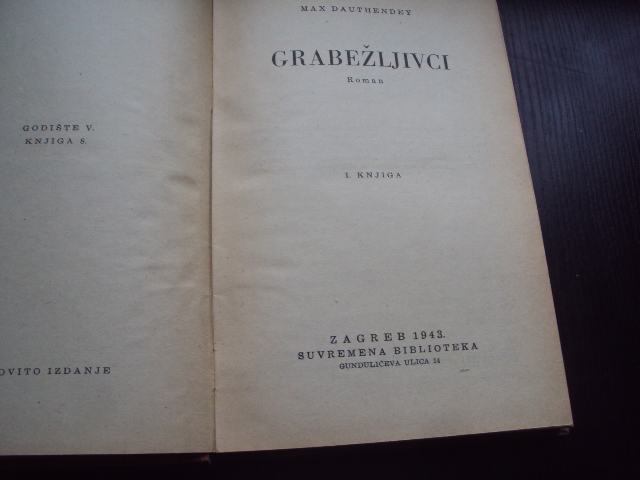 GODIŠTE V.
KNJIGA 8.
OVITO IZDANJE
MAX DAUTHENDEY
GRABEŽLJIVCI
Roman
I. KNJIGA
ZAGREB 1943.
SUVREMENA BIBLIOTEKA
GUNDULIĆEVA ULICA 14